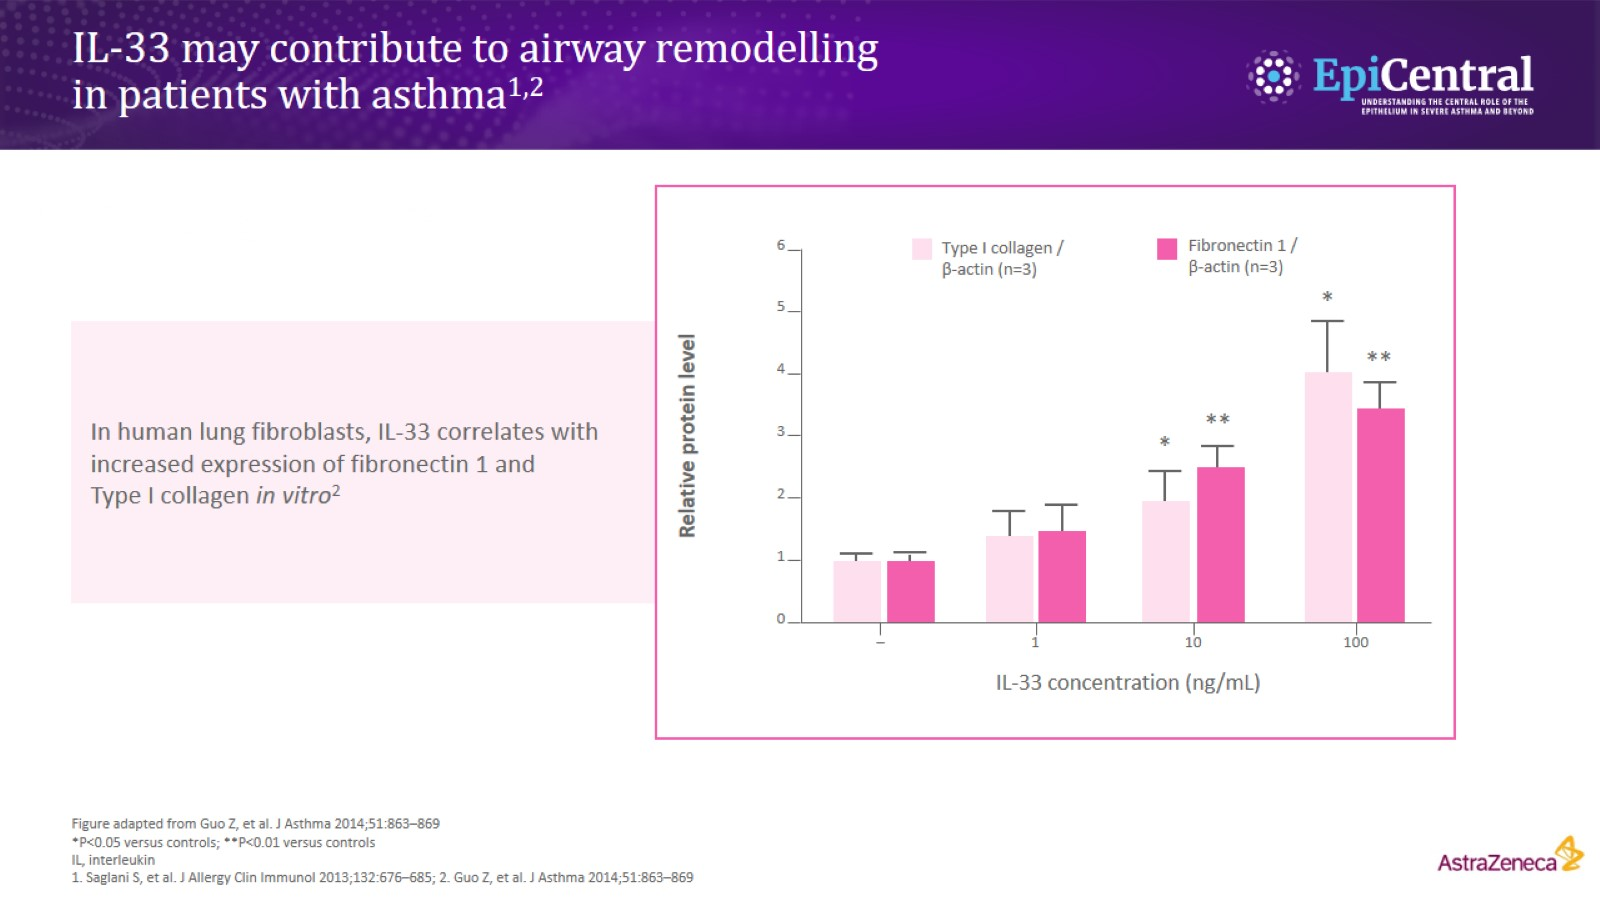 IL-33 may contribute to airway remodelling
in patients with asthma1,2
EpiCentral
UNDERSTANDING THE CENTRAL ROLE OF THE
EPITHELIUM IN SEVERE ASTHMA AND BEYOND
In human lung fibroblasts, IL-33 correlates with
increased expression of fibronectin 1 and
Type I collagen in vitro2
Type I collagen /
β-actin (n=3)
Fibronectin 1 /
β-actin (n=3)
Relative protein level
6
5
4
3
2
1
0
*
**
*
**
– 1 10 100
IL-33 concentration (ng/mL)
Figure adapted from Guo Z, et al. J Asthma 2014;51:863–869
*P<0.05 versus controls; **P<0.01 versus controls
IL, interleukin
1. Saglani S, et al. J Allergy Clin Immunol 2013;132:676–685; 2. Guo Z, et al. J Asthma 2014;51:863–869
AstraZeneca